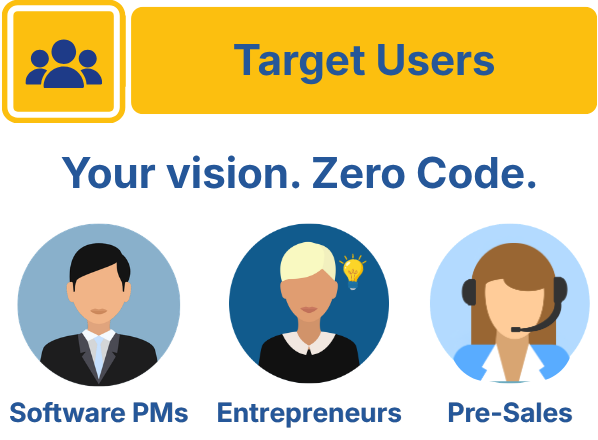 Target Users
Your vision. Zero Code.
Software PMs Entrepreneurs Pre-Sales